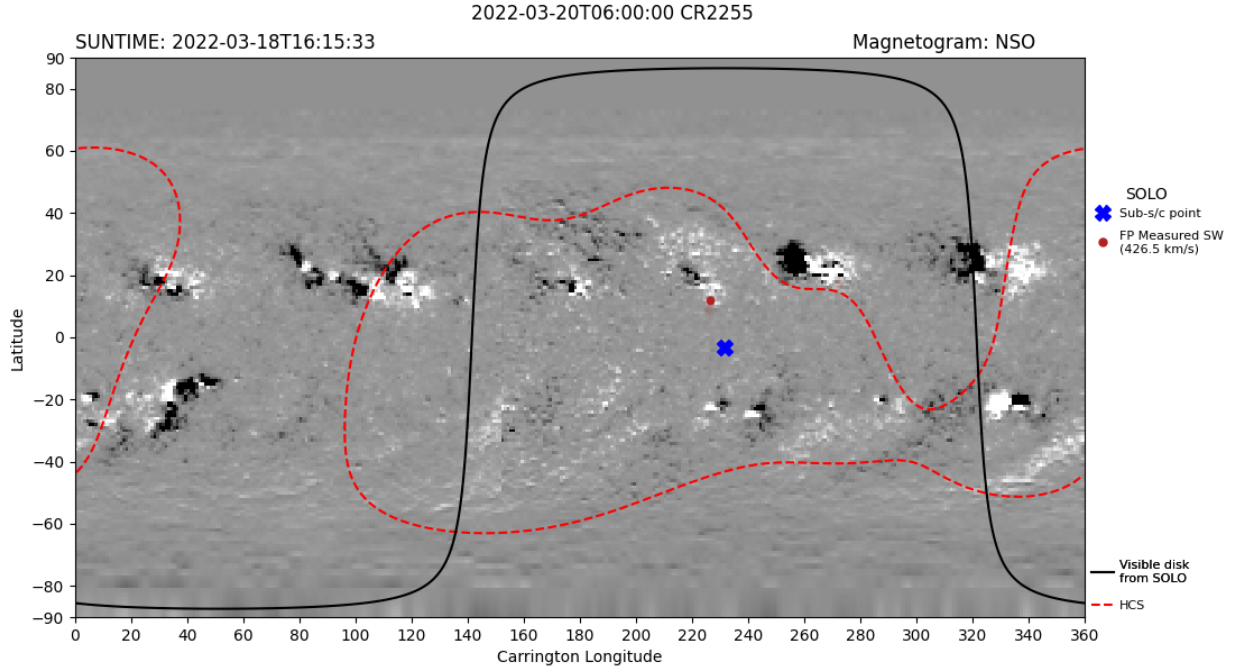 2022-03-20T06:00:00 CR2255
SUNTIME: 2022-03-18T16:15:33
Magnetogram: NSO
90
80
60
40
20
0
−20
−40
−60
−80
−90
Latitude
0
20
40
60
80
100
120
140
160
180
200
220
240
260
280
300
320
340
360
Carrington Longitude
SOLO
Sub-s/c point
FP Measured SW
(426.5 km/s)
Visible disk
from SOLO
HCS